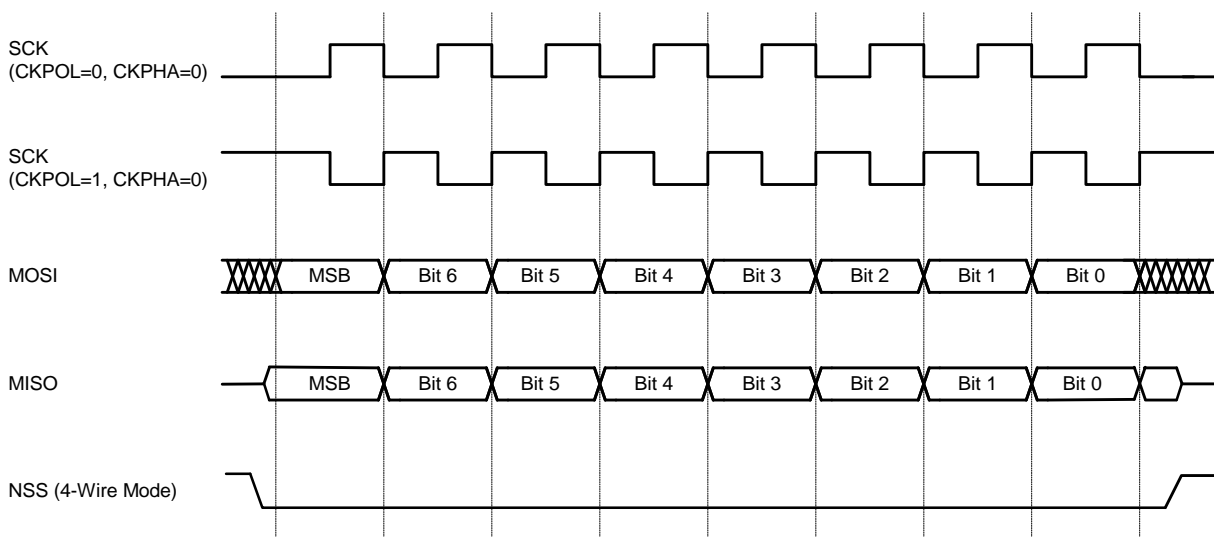 SCK
(CKPOL=0, CKPHA=0)
SCK
(CKPOL=1, CKPHA=0)
MOSI
MSB Bit 6 Bit 5 Bit 4 Bit 3 Bit 2 Bit 1 Bit 0
MISO
MSB Bit 6 Bit 5 Bit 4 Bit 3 Bit 2 Bit 1 Bit 0
NSS (4-Wire Mode)